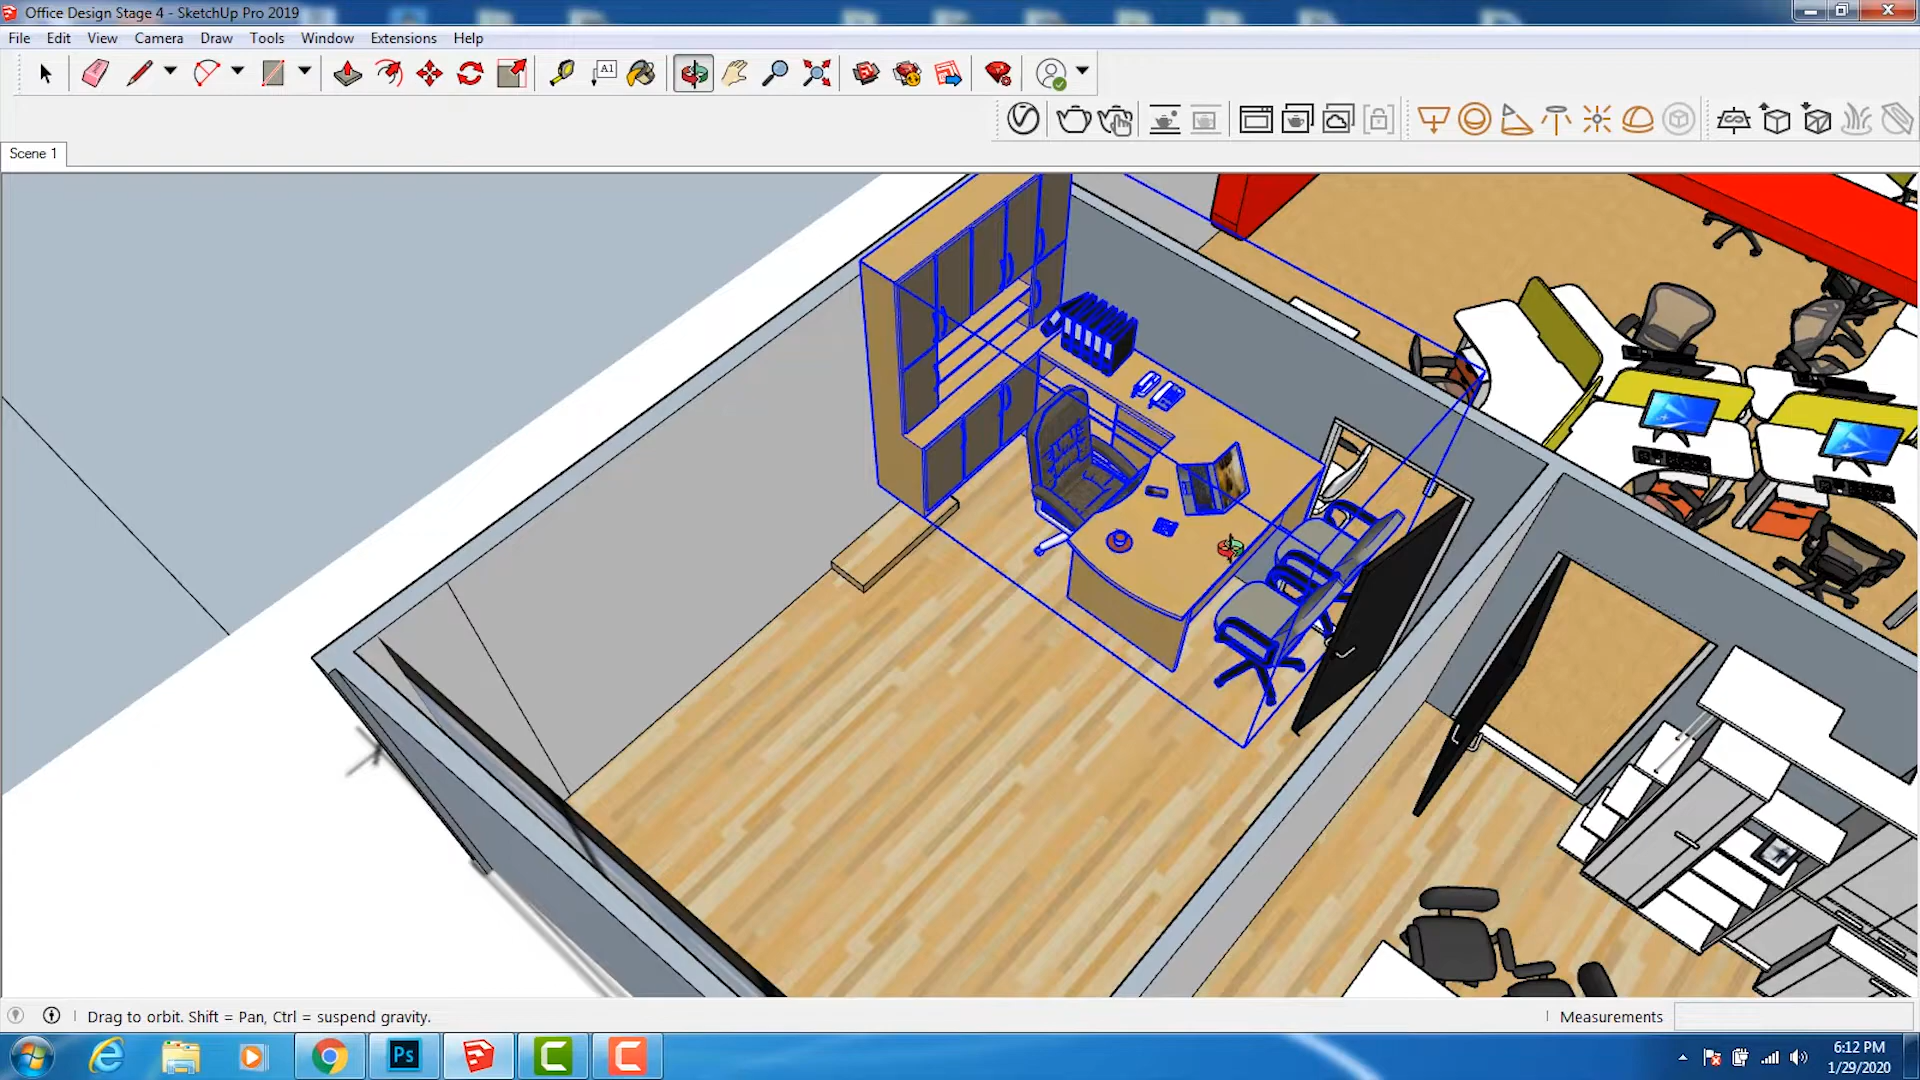 Office Design Stage 4 - SketchUp Pro 2019
File Edit View Camera Draw Tools Window Extensions Help
A1
Scene 1
Drag to orbit. Shift = Pan, Ctrl = suspend gravity.
Measurements
Ps
6:12 PM
1/29/2020